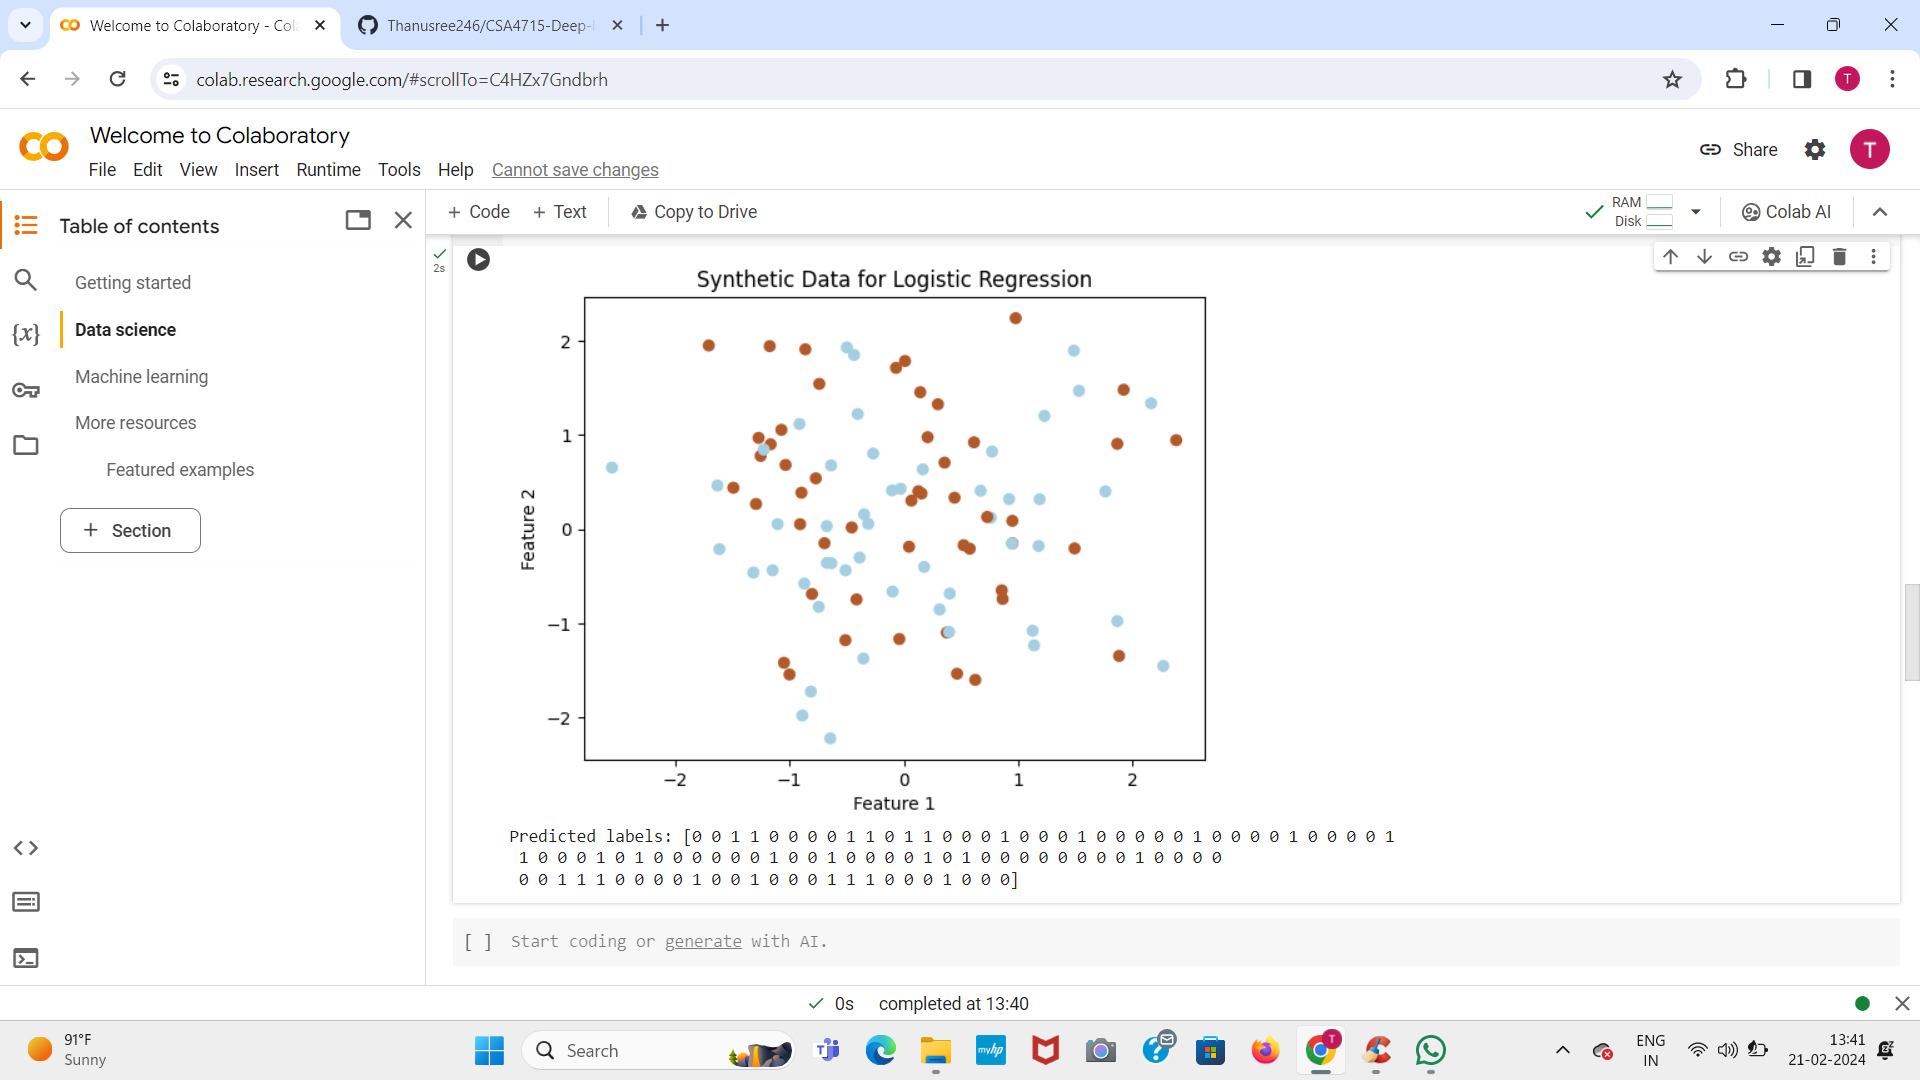 Welcome to Colaboratory - Cola
Thanusree246/CSA4715-Deep-
colab.research.google.com/#scrollTo=C4HZx7Gndbrh
T
Welcome to Colaboratory
File Edit View Insert Runtime Tools Help Cannot save changes
Share
T
Table of contents
+ Code + Text Copy to Drive
RAM
Disk
Colab AI
Getting started
Data science
Machine learning
More resources
Featured examples
+ Section
{x}
2s
Synthetic Data for Logistic Regression
2
1
0
−1
−2
Feature 2
−2 −1 0 1 2
Feature 1
Predicted labels: [0 0 1 1 0 0 0 0 1 1 0 1 1 0 0 0 1 0 0 0 1 0 0 0 0 0 1 0 0 0 0 1 0 0 0 0 1
1 0 0 0 1 0 1 0 0 0 0 0 0 1 0 0 1 0 0 0 0 1 0 1 0 0 0 0 0 0 0 0 1 0 0 0 0
0 0 1 1 1 0 0 0 0 1 0 0 1 0 0 0 1 1 1 0 0 0 1 0 0 0]
[ ] Start coding or generate with AI.
0s completed at 13:40
91°F
Sunny
Search
myhp
T
ENG
IN
13:41
21-02-2024